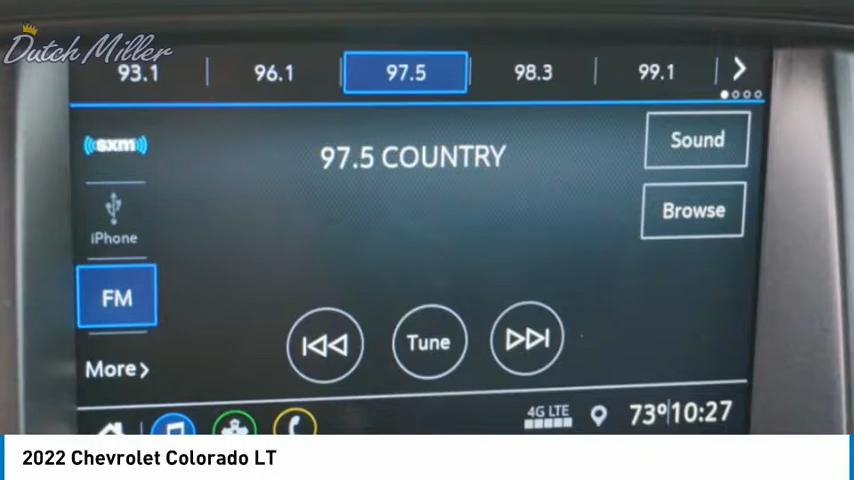 Dutch Miller
93.1 96.1 97.5 98.3 99.1
sxm
97.5 COUNTRY
Sound
iPhone
Browse
FM
Tune
More
4G LTE 73° 10:27
2022 Chevrolet Colorado LT